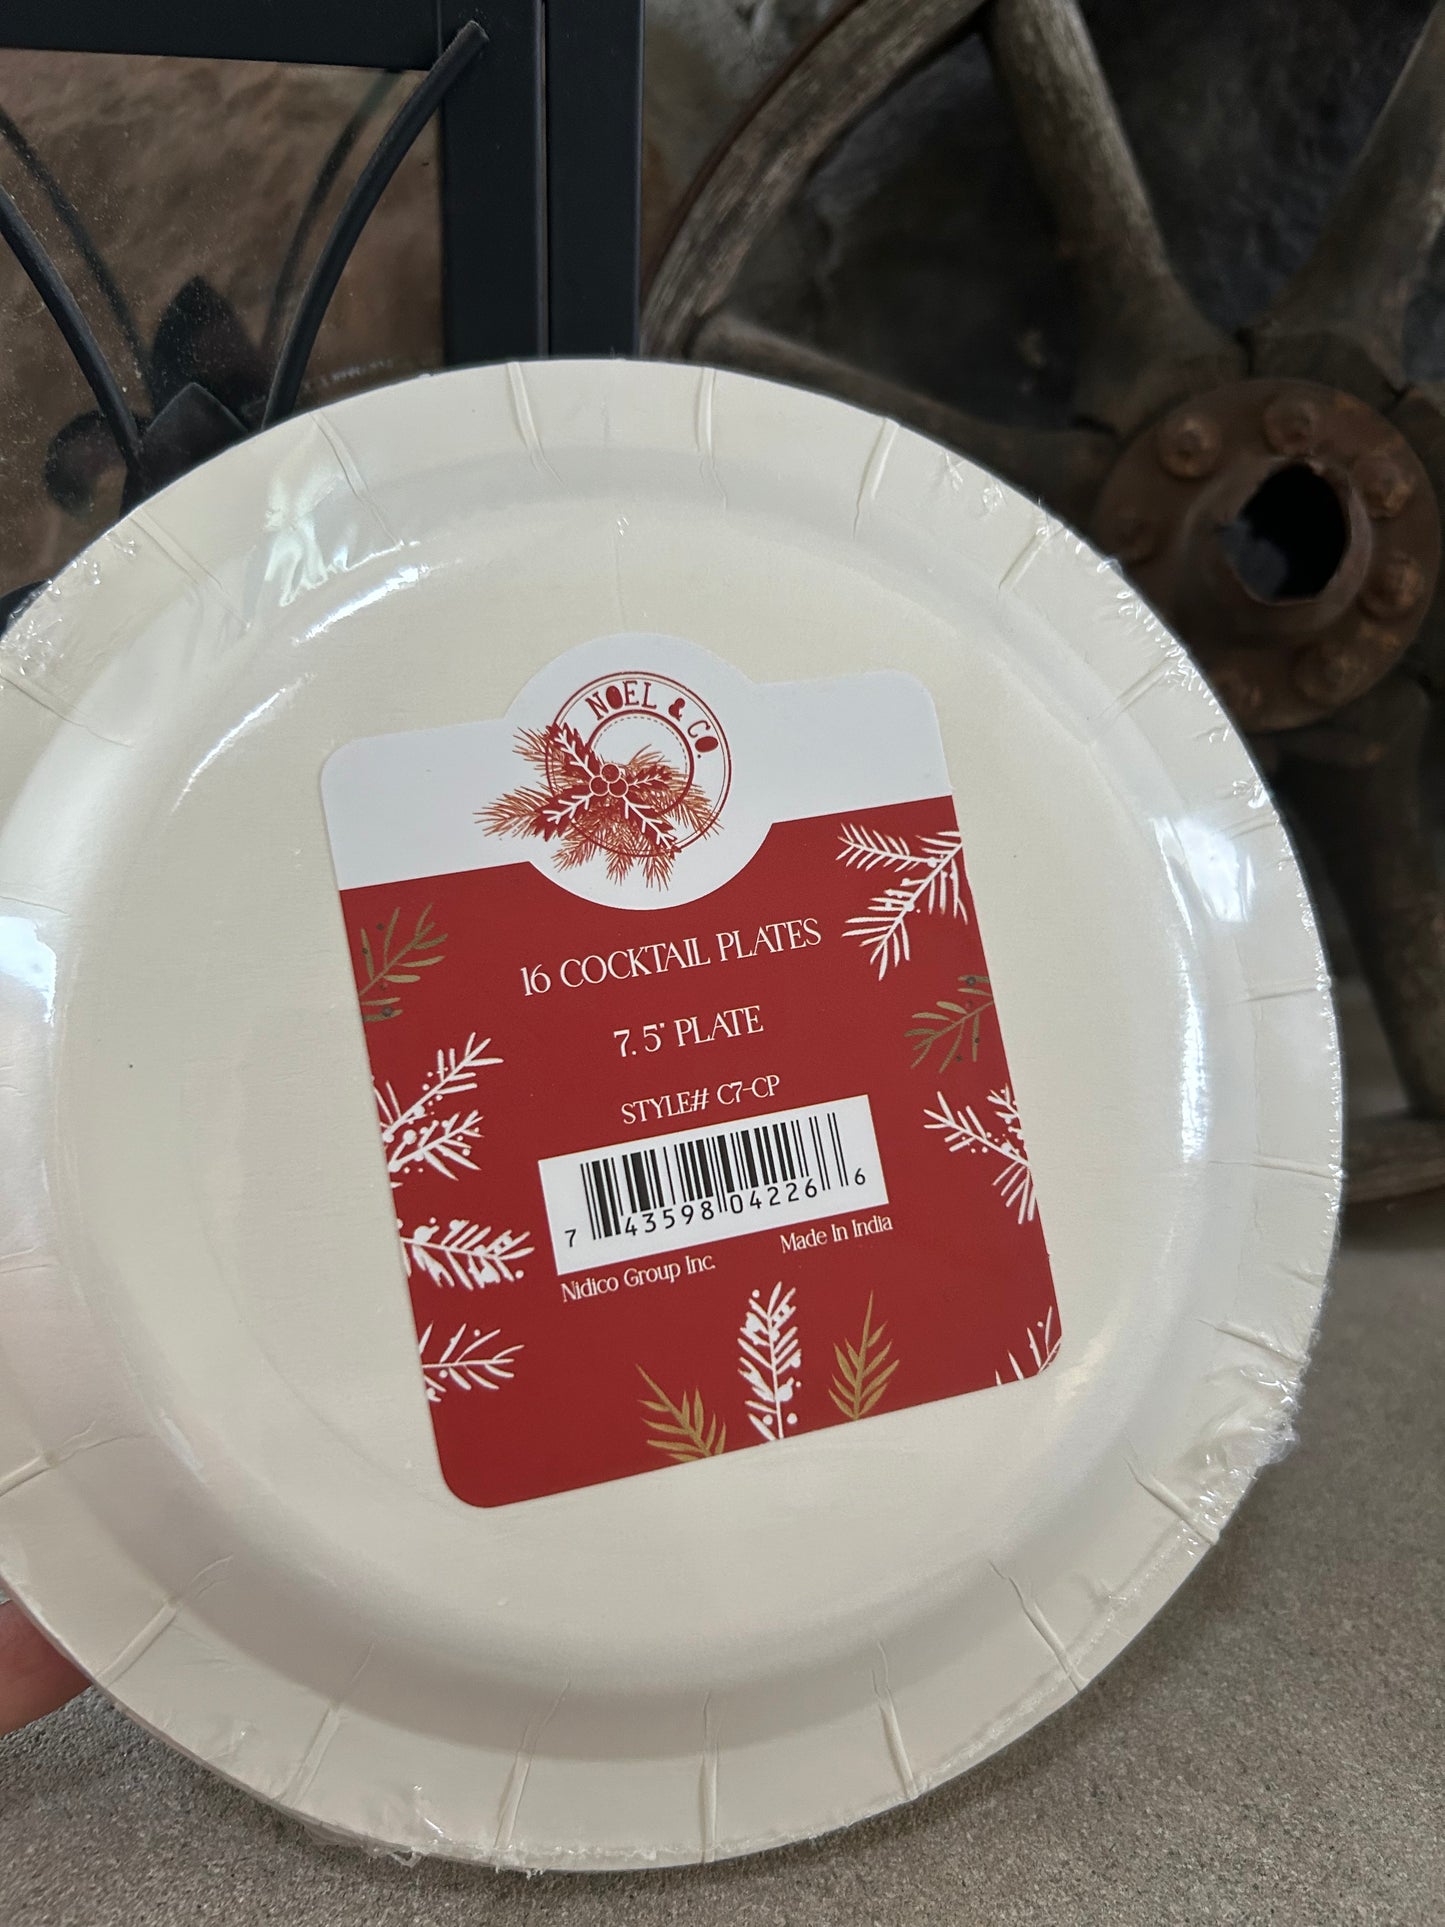 NOEL & CO.
16 COCKTAIL PLATES
7.5" PLATE
STYLE# C7-CP
7 43598 04226 6
Nidico Group Inc. Made In India